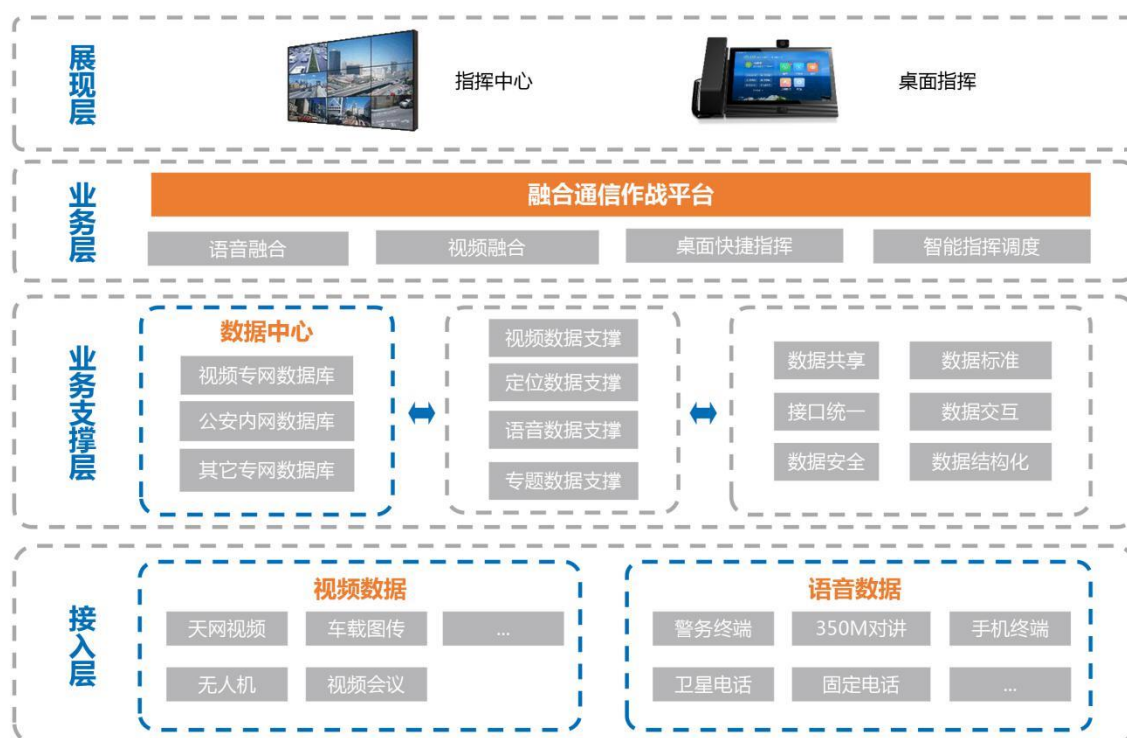 展现层
指挥中心
桌面指挥
业务层
融合通信作战平台
语音融合
视频融合
桌面快捷指挥
智能指挥调度
业务支撑层
数据中心
视频专网数据库
公安内网数据库
其它专网数据库
视频数据支撑
定位数据支撑
语音数据支撑
专题数据支撑
数据共享
数据标准
接口统一
数据交互
数据安全
数据结构化
接入层
视频数据
天网视频
车载图传
...
无人机
视频会议
语音数据
警务终端
350M对讲
手机终端
卫星电话
固定电话
...